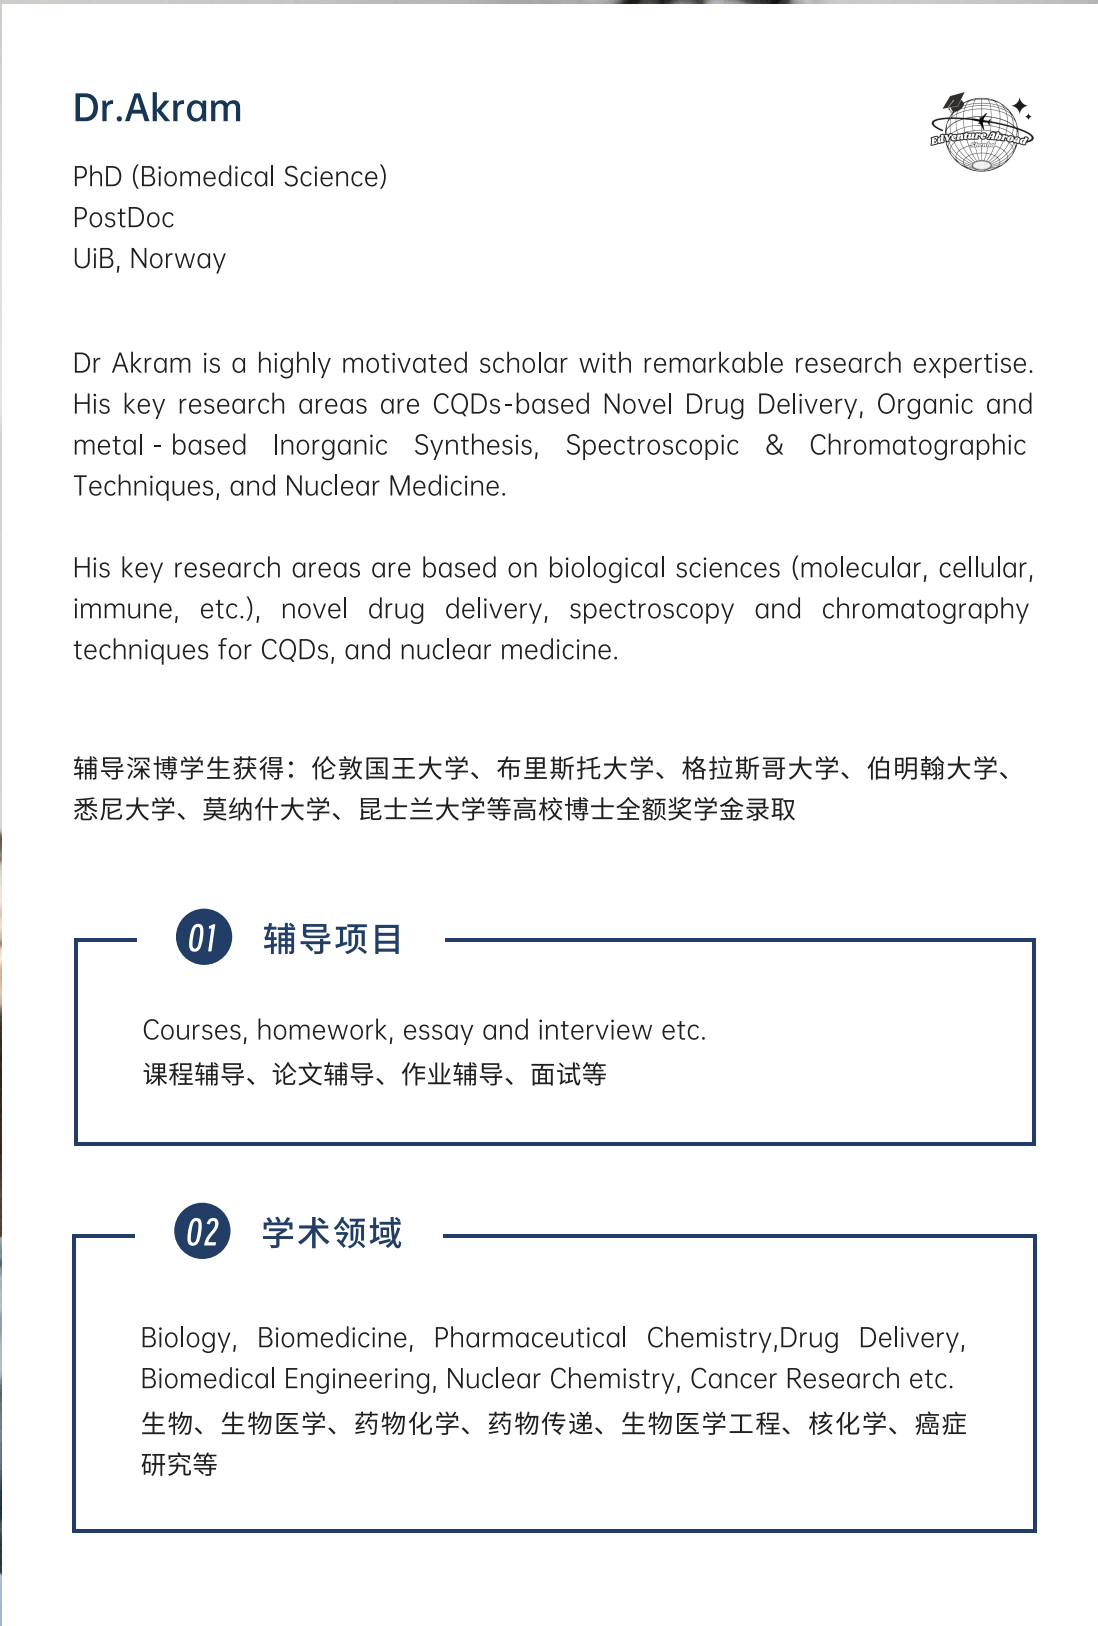 Dr.Akram
EdVenture Abroad
PhD (Biomedical Science)
PostDoc
UiB, Norway
Dr Akram is a highly motivated scholar with remarkable research expertise.
His key research areas are CQDs-based Novel Drug Delivery, Organic and
metal - based Inorganic Synthesis, Spectroscopic & Chromatographic
Techniques, and Nuclear Medicine.
His key research areas are based on biological sciences (molecular, cellular,
immune, etc.), novel drug delivery, spectroscopy and chromatography
techniques for CQDs, and nuclear medicine.
辅导深博学生获得：伦敦国王大学、布里斯托大学、格拉斯哥大学、伯明翰大学、
悉尼大学、莫纳什大学、昆士兰大学等高校博士全额奖学金录取
01 辅导项目
Courses, homework, essay and interview etc.
课程辅导、论文辅导、作业辅导、面试等
02 学术领域
Biology, Biomedicine, Pharmaceutical Chemistry,Drug Delivery,
Biomedical Engineering, Nuclear Chemistry, Cancer Research etc.
生物、生物医学、药物化学、药物传递、生物医学工程、核化学、癌症
研究等